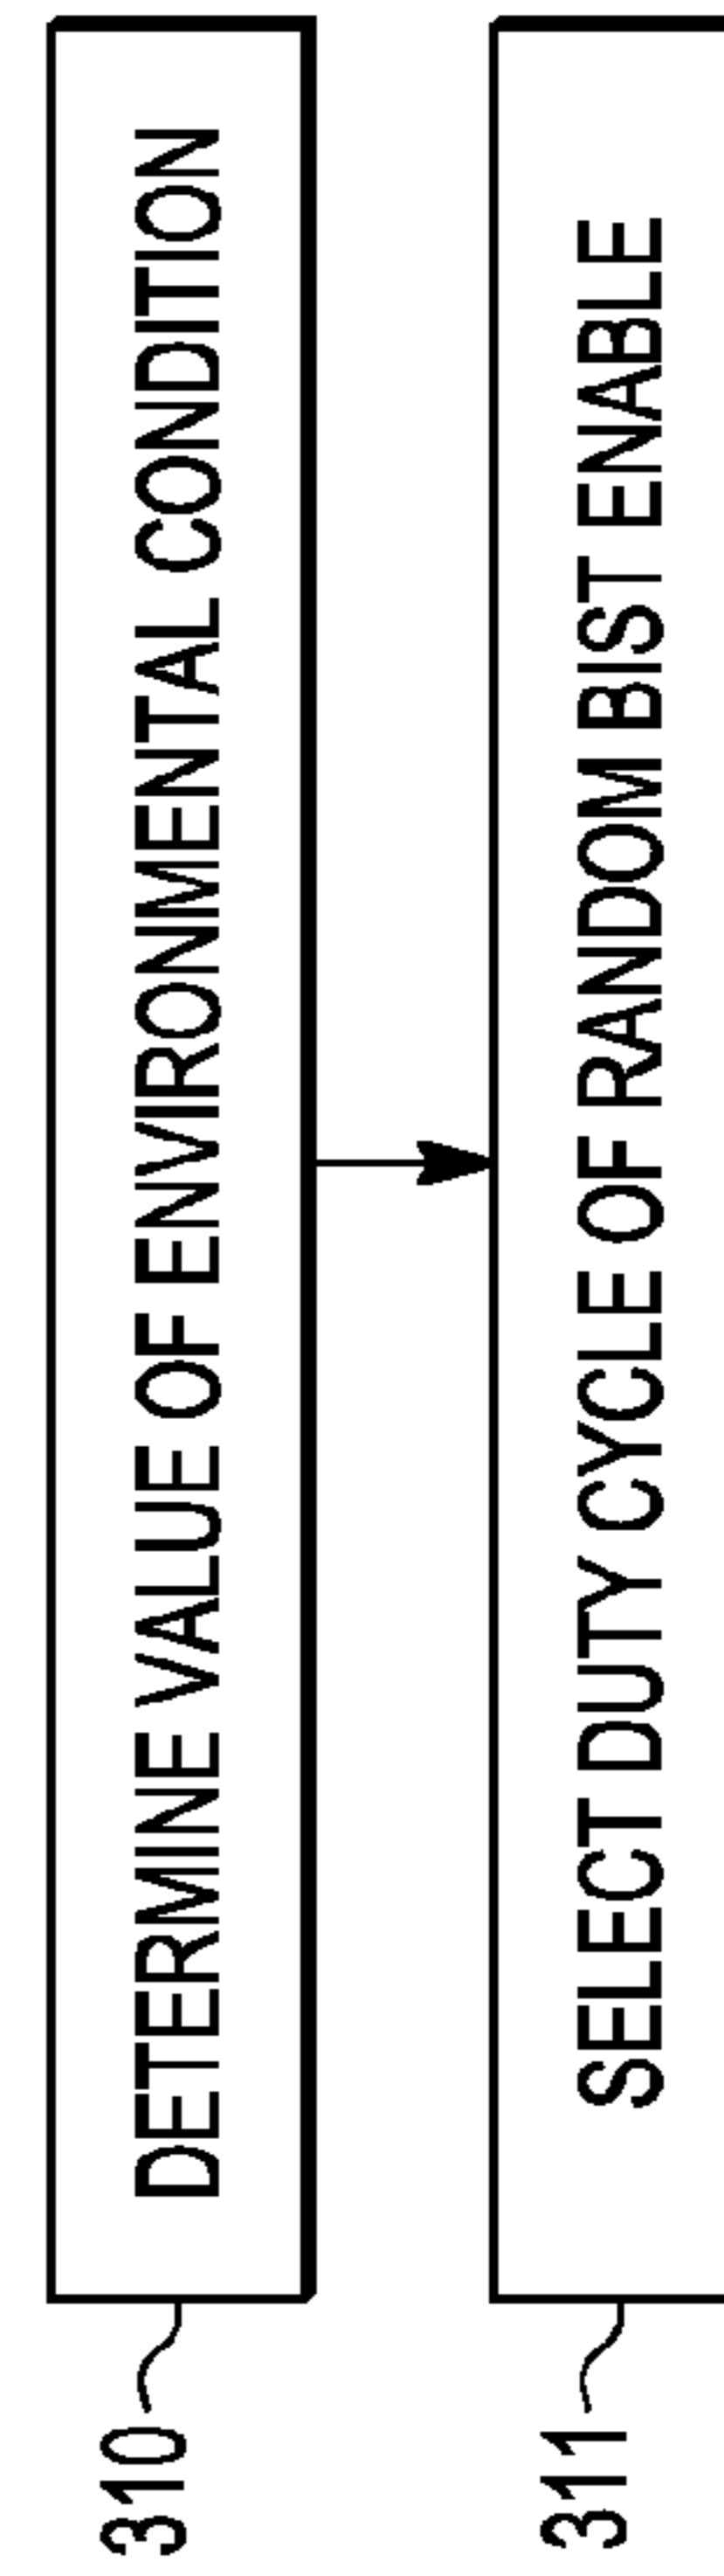 310
DETERMINE VALUE OF ENVIRONMENTAL CONDITION
311
SELECT DUTY CYCLE OF RANDOM BIST ENABLE